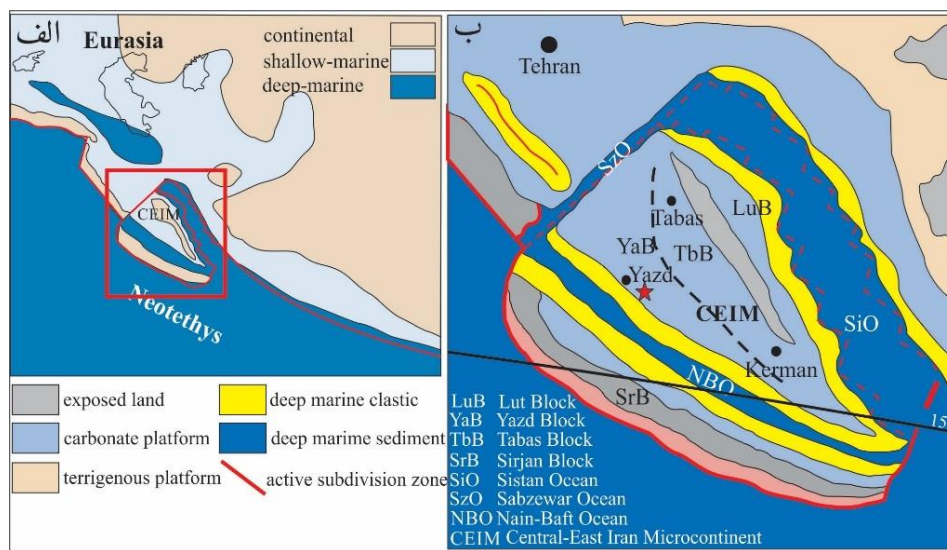 الف
Eurasia
continental
shallow-marine
deep-marine
CEIM
Neotethys
exposed land
carbonate platform
terrigenous platform
deep marine clastic
deep marime sediment
active subdivision zone
ب
Tehran
SzO
Tabas
LuB
YaB
TbB
Yazd
CEIM
SiO
Kerman
NBO
SrB
15
LuB Lut Block
YaB Yazd Block
TbB Tabas Block
SrB Sirjan Block
SiO Sistan Ocean
SzO Sabzewar Ocean
NBO Nain-Baft Ocean
CEIM Central-East Iran Microcontinent